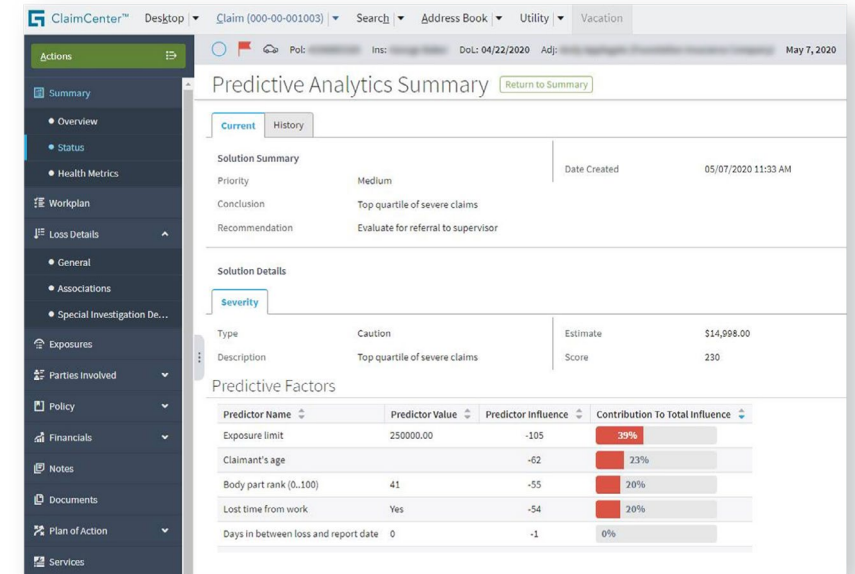 ClaimCenter™ Desktop Claim (000-00-001003) Search Address Book Utility Vacation
Actions
Pol: Ins: DoL: 04/22/2020 Adj: May 7, 2020
Summary
Overview
Status
Health Metrics
Workplan
Loss Details
General
Associations
Special Investigation De...
Exposures
Parties Involved
Policy
Financials
Notes
Documents
Plan of Action
Services
Predictive Analytics Summary Return to Summary
Current History
Solution Summary
Priority Medium
Conclusion Top quartile of severe claims
Recommendation Evaluate for referral to supervisor
Date Created 05/07/2020 11:33 AM
Solution Details
Severity
Type Caution Estimate $14,998.00
Description Top quartile of severe claims Score 230
Predictive Factors
Predictor Name Predictor Value Predictor Influence Contribution To Total Influence
Exposure limit 250000.00 -105 39%
Claimant's age -62 23%
Body part rank (0..100) 41 -55 20%
Lost time from work Yes -54 20%
Days in between loss and report date 0 -1 0%